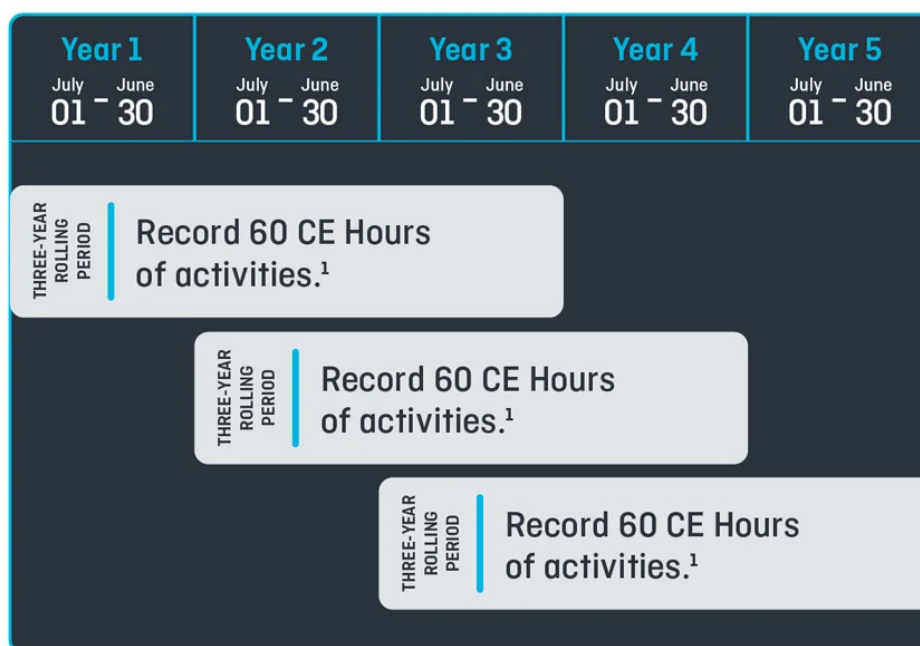 Year 1
July June
01 - 30
Year 2
July June
01 - 30
Year 3
July June
01 - 30
Year 4
July June
01 - 30
Year 5
July June
01 - 30
THREE-YEAR
ROLLING
PERIOD
Record 60 CE Hours
of activities.¹
THREE-YEAR
ROLLING
PERIOD
Record 60 CE Hours
of activities.¹
THREE-YEAR
ROLLING
PERIOD
Record 60 CE Hours
of activities.¹